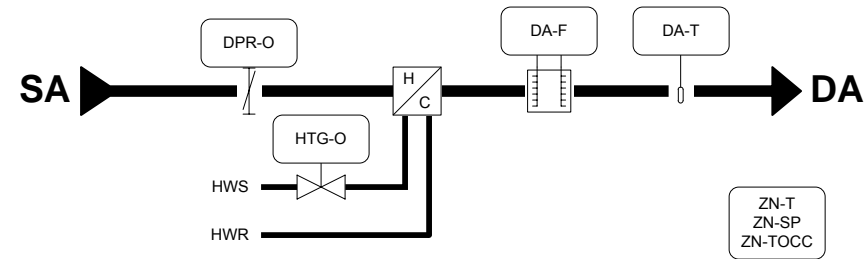 DPR-O
DA-F
DA-T
SA
H
C
DA
HTG-O
HWS
HWR
ZN-T
ZN-SP
ZN-TOCC